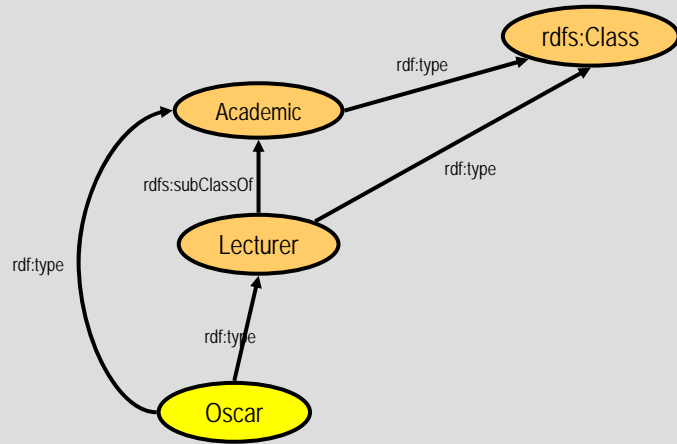 rdfs:Class
rdf:type
Academic
rdfs:subClassOf
rdf:type
Lecturer
rdf:type
rdf:type
Oscar